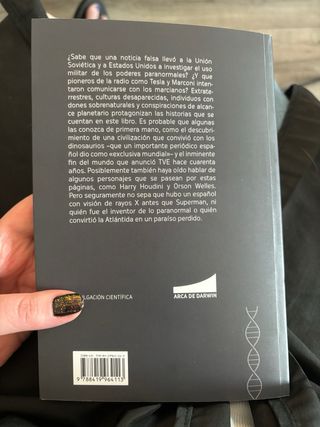 ¿Sabe que una noticia falsa llevó a la Unión
Soviética y a Estados Unidos a investigar el uso
militar de los poderes paranormales? ¿Y que
pioneros de la radio como Tesla y Marconi inten-
taron comunicarse con los marcianos? Extrate-
rrestres, culturas desaparecidas, individuos con
dones sobrenaturales y conspiraciones de alcan-
ce planetario protagonizan las historias que se
cuentan en este libro. Es probable que algunas
las conozca de primera mano, como el descubri-
miento de una civilización que convivió con los
dinosaurios –que un importante periódico espa-
ñol dio como exclusiva mundial– y el inminente
fin del mundo que anunció TVE hace cuarenta
años. Posiblemente también haya oído hablar de
algunos personajes que se pasean por estas
páginas, como Harry Houdini y Orson Welles.
Pero seguramente no sepa que hubo un español
con visión de rayos X antes que Superman, ni
quién fue el inventor de lo paranormal o quién
convirtió la Atlántida en un paraíso perdido.
ULGACIÓN CIENTÍFICA
ARCA DE DARWIN
9 788419 964113